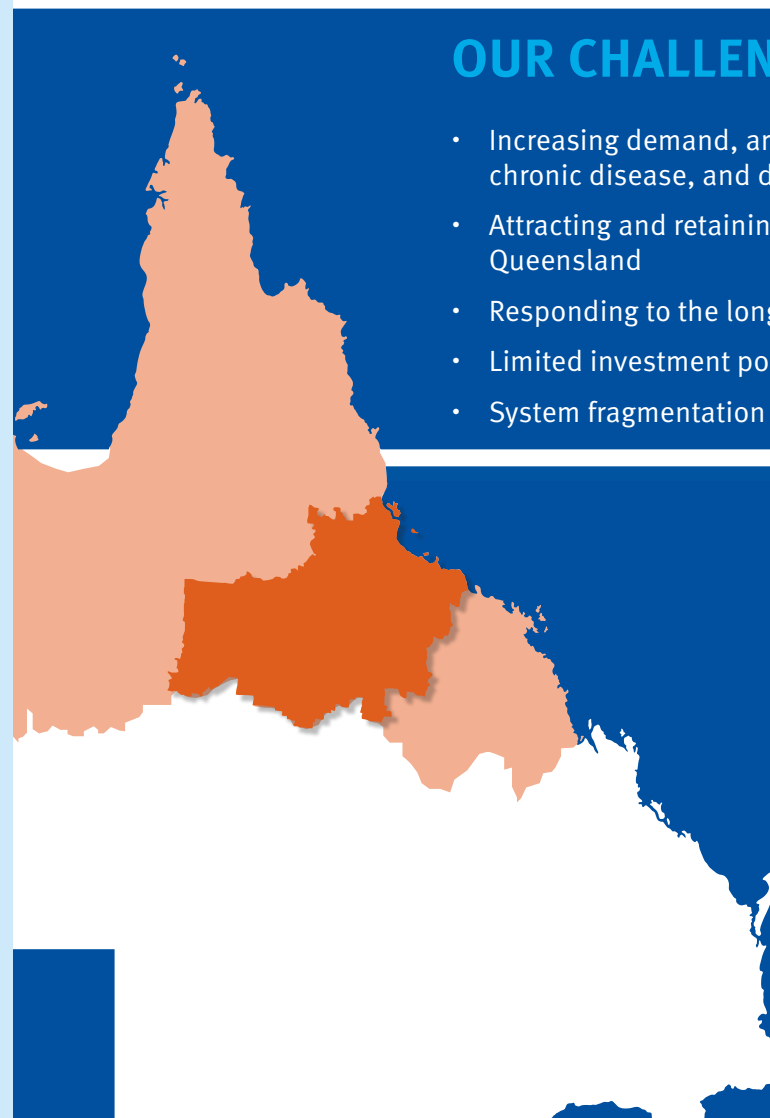 OUR CHALLEN
• Increasing demand, an
chronic disease, and d
• Attracting and retainin
Queensland
• Responding to the long
• Limited investment po
• System fragmentation